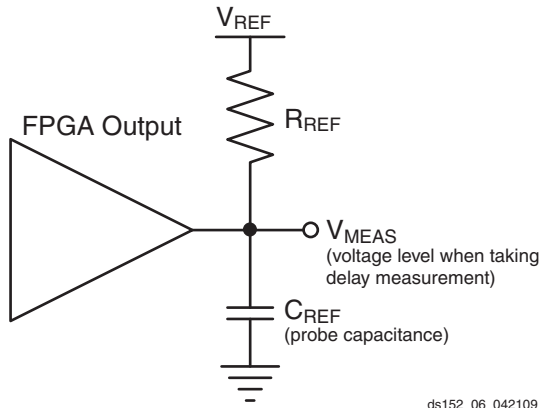 VREF
FPGA Output
RREF
VMEAS
(voltage level when taking
delay measurement)
CREF
(probe capacitance)
ds152_06_042109